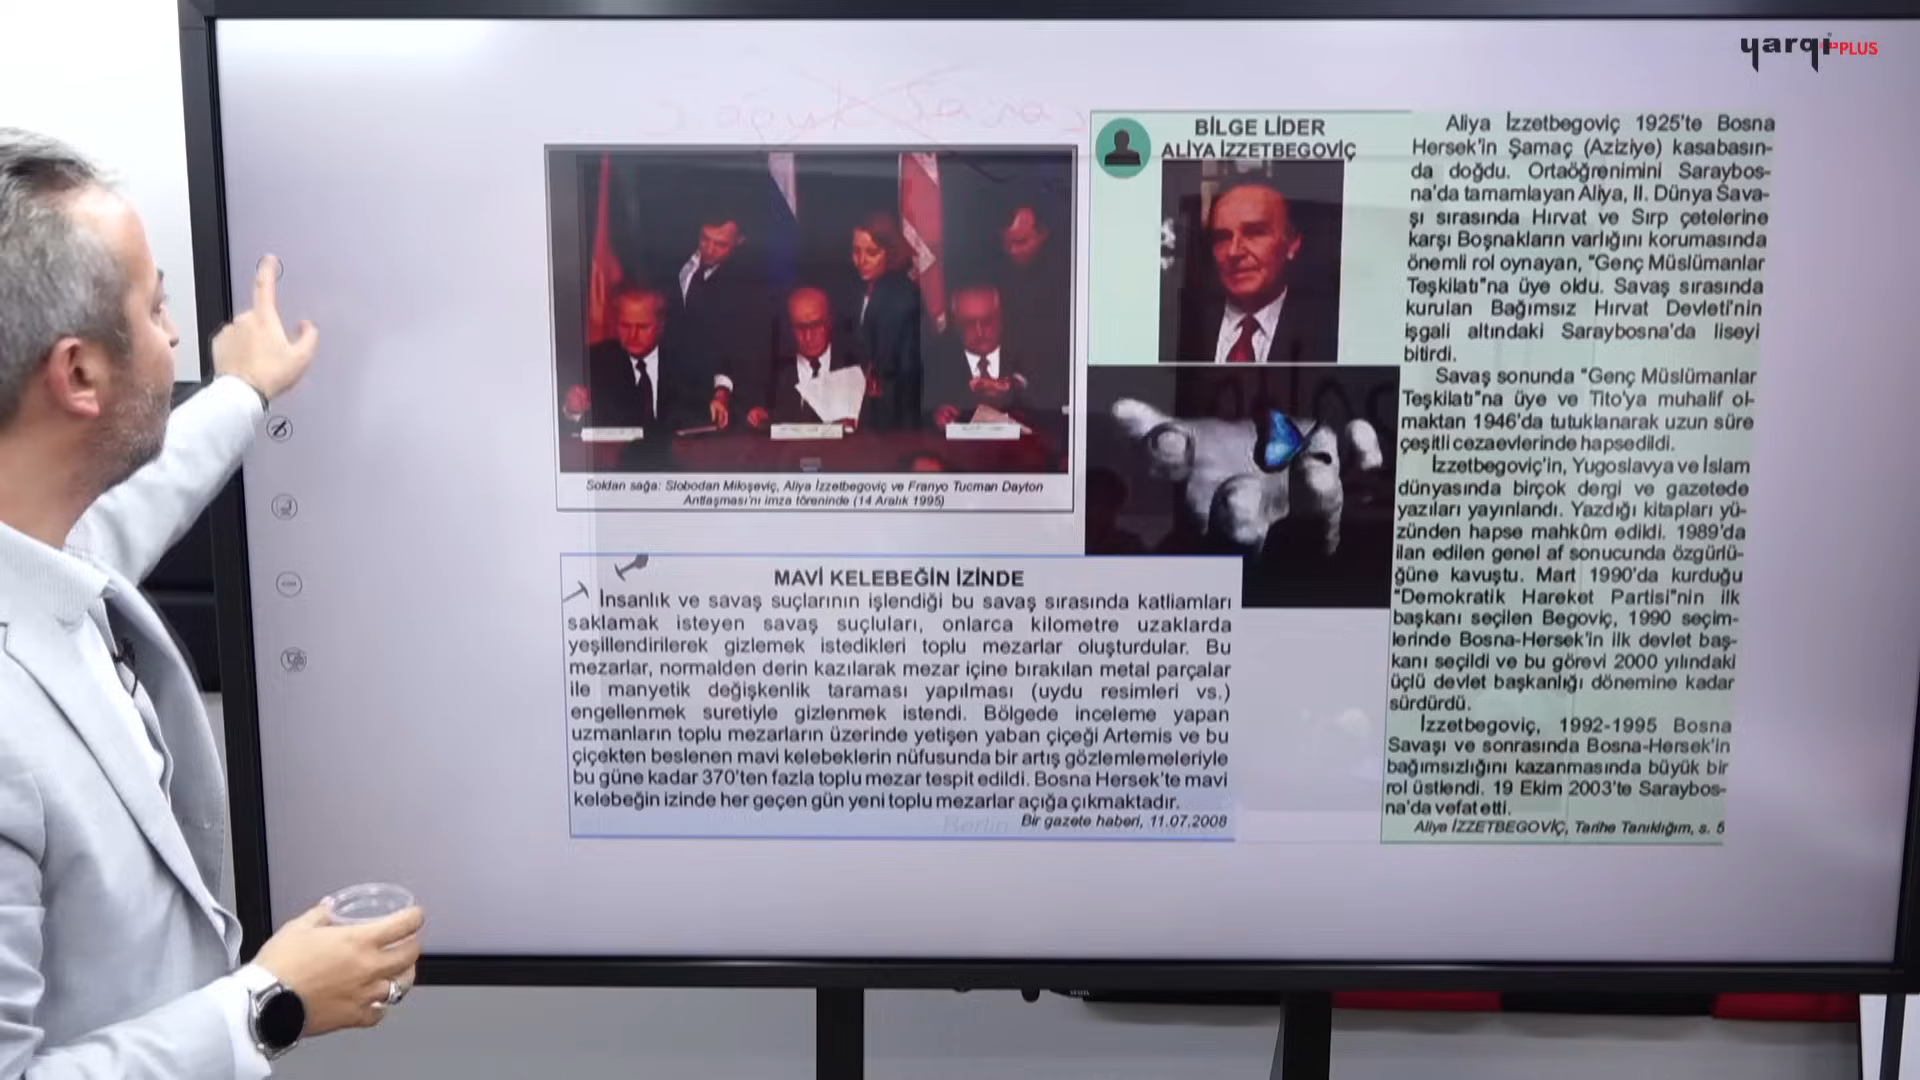 yarqı PLUS
Soğuk Savaş
Soldan sağa: Slobodan Miloşeviç, Aliya İzzetbegoviç ve Franyo Tucman Dayton
Antlaşması'nı imza töreninde (14 Aralık 1995)
MAVİ KELEBEĞİN İZİNDE
İnsanlık ve savaş suçlarının işlendiği bu savaş sırasında katliamları
saklamak isteyen savaş suçluları, onlarca kilometre uzaklarda
yeşillendirilerek gizlemek istedikleri toplu mezarlar oluşturdular. Bu
mezarlar, normalden derin kazılarak mezar içine bırakılan metal parçalar
ile manyetik değişkenlik taraması yapılması (uydu resimleri vs.)
engellenmek suretiyle gizlenmek istendi. Bölgede inceleme yapan
uzmanların toplu mezarların üzerinde yetişen yaban çiçeği Artemis ve bu
çiçekten beslenen mavi kelebeklerin nüfusunda bir artış gözlemlemeleriyle
bu güne kadar 370'ten fazla toplu mezar tespit edildi. Bosna Hersek'te mavi
kelebeğin izinde her geçen gün yeni toplu mezarlar açığa çıkmaktadır.
Bir gazete haberi, 11.07.2008
BİLGE LİDER
ALİYA İZZETBEGOVİÇ
Aliya İzzetbegoviç 1925'te Bosna
Hersek'in Şamaç (Aziziye) kasabasın-
da doğdu. Ortaöğrenimini Saraybos-
na'da tamamlayan Aliya, II. Dünya Sava-
şı sırasında Hırvat ve Sırp çetelerine
karşı Boşnakların varlığını korumasında
önemli rol oynayan, "Genç Müslümanlar
Teşkilatı"na üye oldu. Savaş sırasında
kurulan Bağımsız Hırvat Devleti'nin
işgali altındaki Saraybosna'da liseyi
bitirdi.
Savaş sonunda "Genç Müslümanlar
Teşkilatı"na üye ve Tito'ya muhalif ol-
maktan 1946'da tutuklanarak uzun süre
çeşitli cezaevlerinde hapsedildi.
İzzetbegoviç'in, Yugoslavya ve İslam
dünyasında birçok dergi ve gazetede
yazıları yayınlandı. Yazdığı kitapları yü-
zünden hapse mahkûm edildi. 1989'da
ilan edilen genel af sonucunda özgürlü-
ğüne kavuştu. Mart 1990'da kurduğu
"Demokratik Hareket Partisi"nin ilk
başkanı seçilen Begoviç, 1990 seçim-
lerinde Bosna-Hersek'in ilk devlet baş-
kanı seçildi ve bu görevi 2000 yılındaki
üçlü devlet başkanlığı dönemine kadar
sürdürdü.
İzzetbegoviç, 1992-1995 Bosna
Savaşı ve sonrasında Bosna-Hersek'in
bağımsızlığını kazanmasında büyük bir
rol üstlendi. 19 Ekim 2003'te Saraybos-
na'da vefat etti.
Aliya İZZETBEGOVİÇ, Tarihe Tanıklığım, s. 5